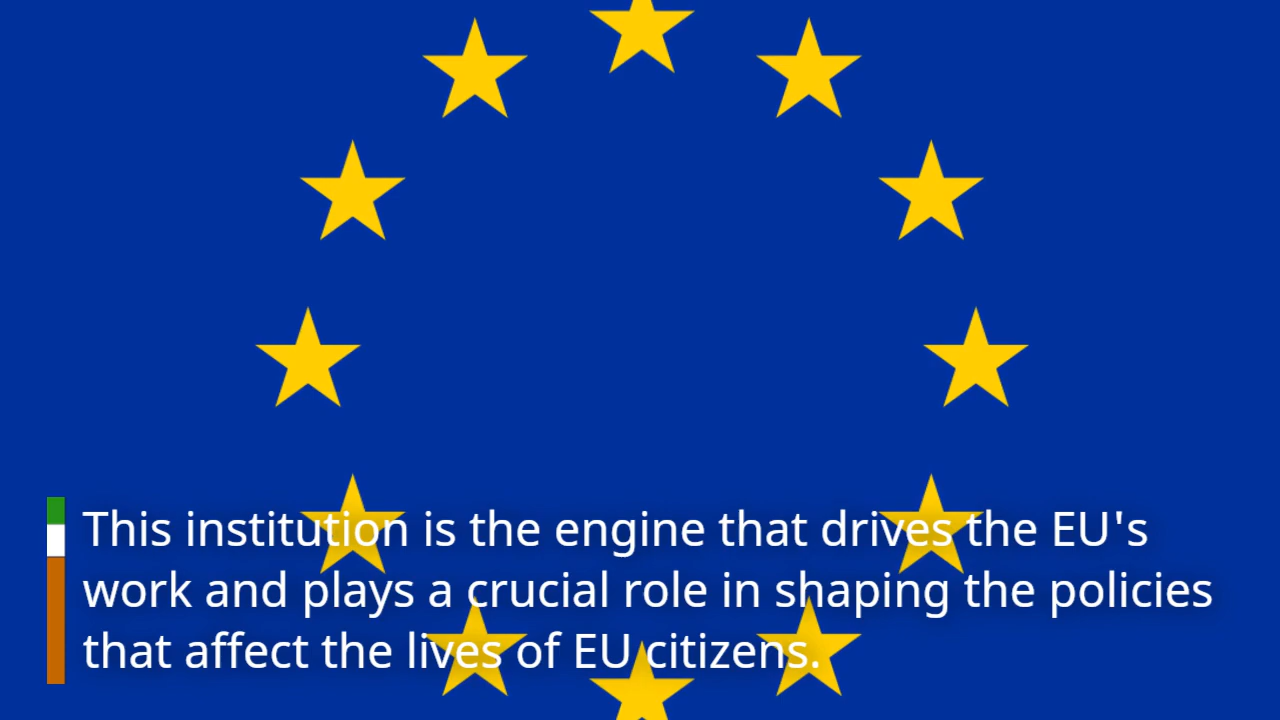 This institution is the engine that drives the EU's
work and plays a crucial role in shaping the policies
that affect the lives of EU citizens.